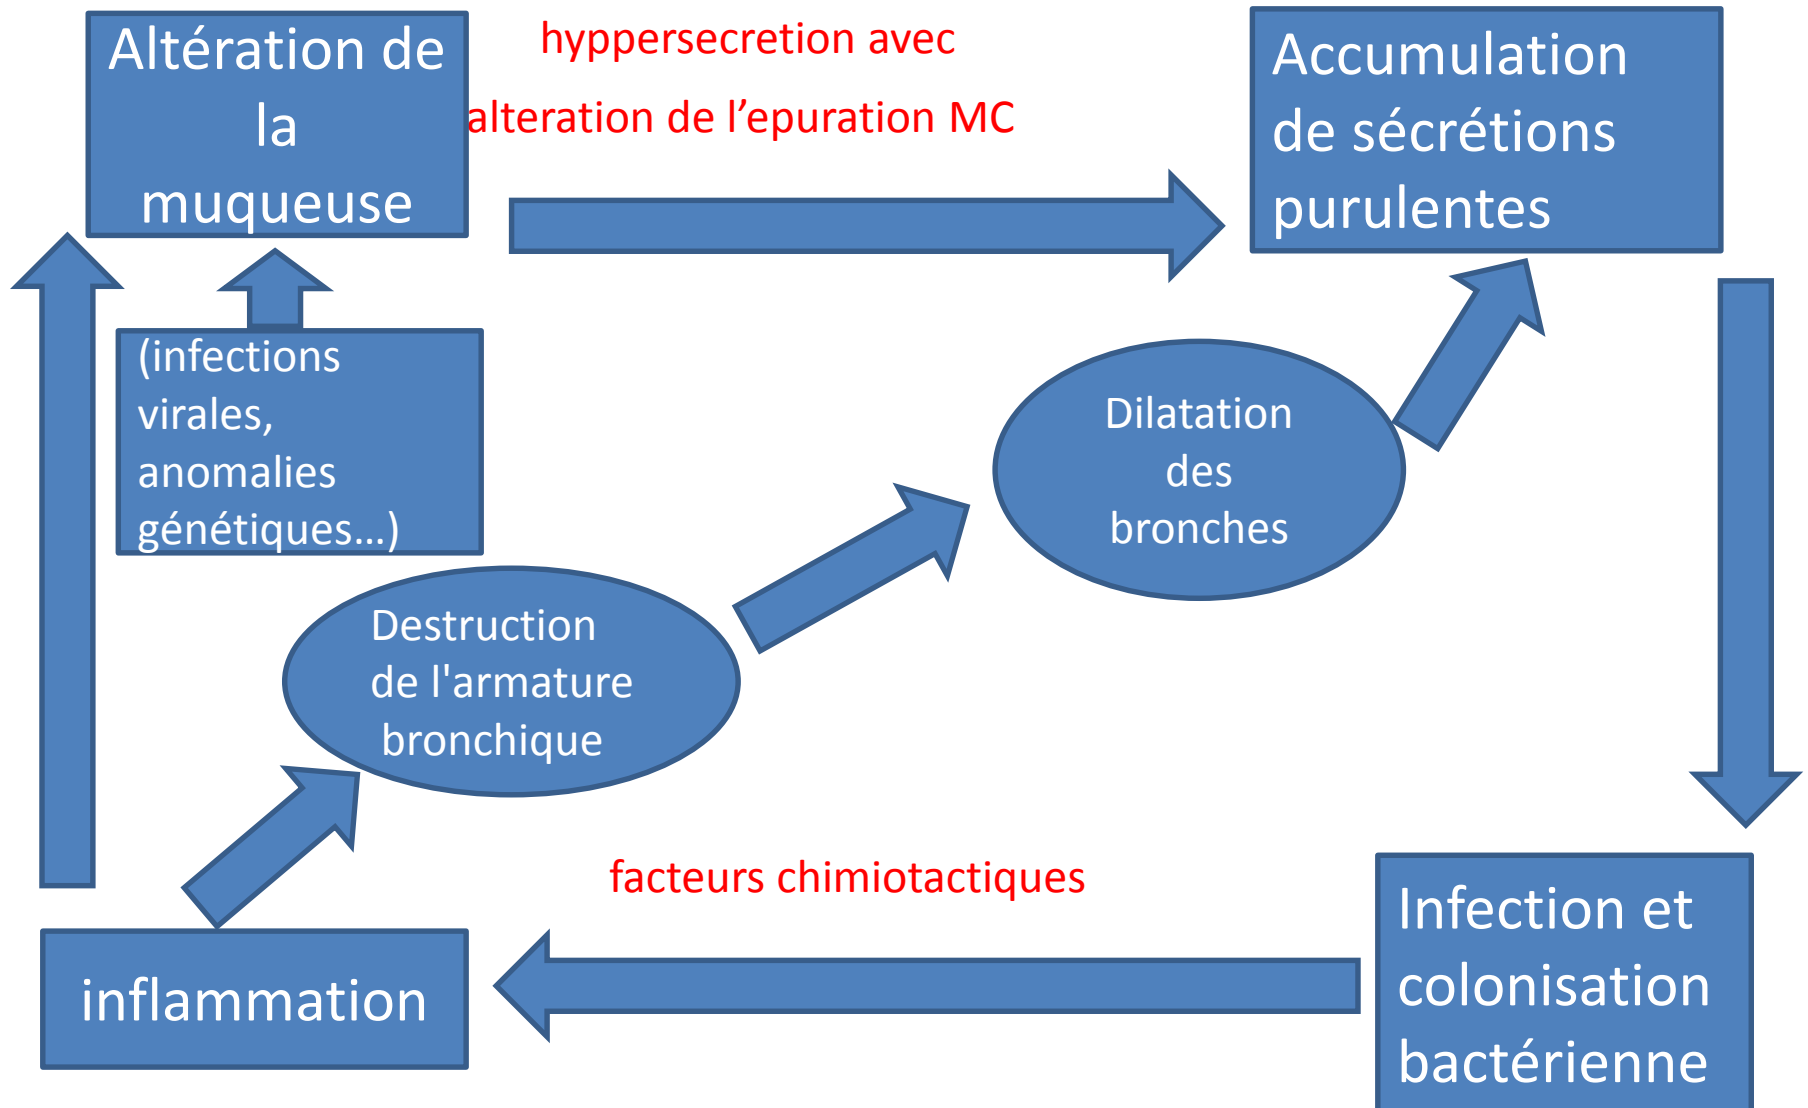 Altération de
la
muqueuse
hyppersecretion avec
alteration de l’epuration MC
Accumulation
de sécrétions
purulentes
(infections
virales,
anomalies
génétiques...)
Dilatation
des
bronches
Destruction
de l'armature
bronchique
facteurs chimiotactiques
inflammation
Infection et
colonisation
bactérienne